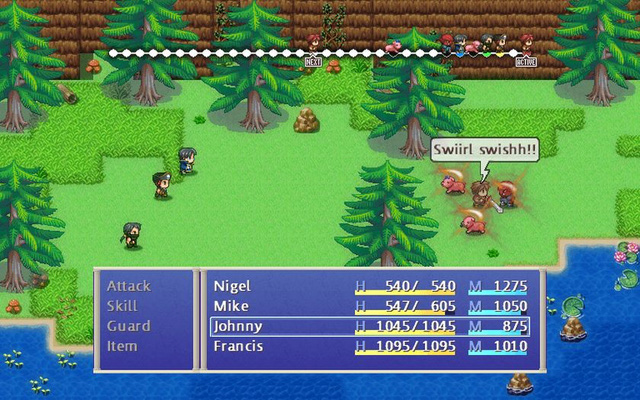 NEXT
ACTIVE
Swiirl swishh!!
Attack
Skill
Guard
Item
Nigel H 540/ 540 M 1275
Mike H 547/ 605 M 1050
Johnny H 1045/1045 M 875
Francis H 1095/1095 M 1010